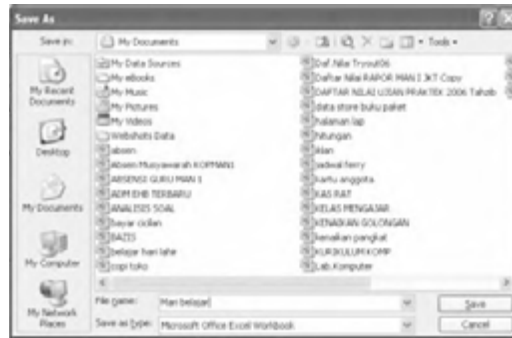 Save As
Save in:
My Documents
Tools
My Recent
Documents
Desktop
My Documents
My Computer
My Network
Places
My Data Sources
My eBooks
My Music
My Pictures
My Videos
Webshots Data
absen
Absen Musyawarah KOPMAN1
ABSENSI GURU MAN 1
ADM EHB TERBARU
ANALISIS SOAL
bayar cicilan
BAZIS
belajar hari lahir
copi toko
Daf.Nilai Tryout06
Daftar Nilai RAPOR MAN I JKT Copy
DAFTAR NILAI UJIAN PRAKTEK 2006 Tahab
data store buku paket
halaman lap
hitungan
iklan
jadwal ferry
kartu anggota
KAS RAT
KELAS MENGAJAR
KENAIKAN GOLONGAN
kenaikan pangkat
KURIKULUM KOMP
Lab.Komputer
File name:
Mari belajar
Save
Save as type:
Microsoft Office Excel Workbook
Cancel